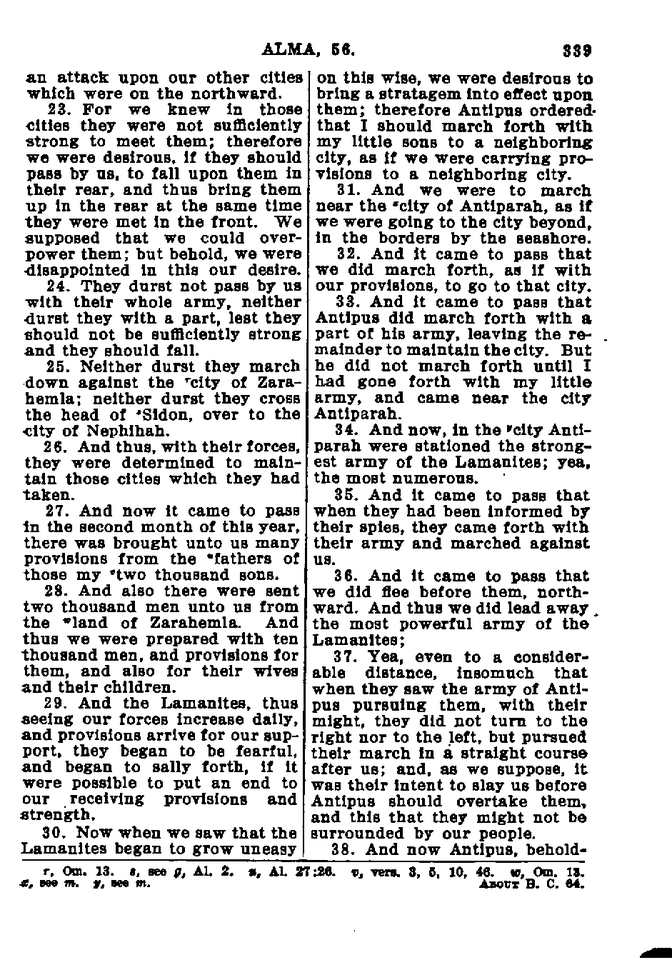 ALMA, 56. 339
an attack upon our other cities
which were on the northward.
23. For we knew in those
cities they were not sufficiently
strong to meet them; therefore
we were desirous, if they should
pass by us, to fall upon them in
their rear, and thus bring them
up in the rear at the same time
they were met in the front. We
supposed that we could over-
power them; but behold, we were
disappointed in this our desire.
24. They durst not pass by us
with their whole army, neither
durst they with a part, lest they
should not be sufficiently strong
and they should fall.
25. Neither durst they march
down against the ʳcity of Zara-
hemla; neither durst they cross
the head of ˢSidon, over to the
city of Nephihah.
26. And thus, with their forces,
they were determined to main-
tain those cities which they had
taken.
27. And now it came to pass
in the second month of this year,
there was brought unto us many
provisions from the ᵘfathers of
those my ᵛtwo thousand sons.
28. And also there were sent
two thousand men unto us from
the ʷland of Zarahemla. And
thus we were prepared with ten
thousand men, and provisions for
them, and also for their wives
and their children.
29. And the Lamanites, thus
seeing our forces increase daily,
and provisions arrive for our sup-
port, they began to be fearful,
and began to sally forth, if it
were possible to put an end to
our receiving provisions and
strength.
30. Now when we saw that the
Lamanites began to grow uneasy
on this wise, we were desirous to
bring a stratagem into effect upon
them; therefore Antipus ordered
that I should march forth with
my little sons to a neighboring
city, as if we were carrying pro-
visions to a neighboring city.
31. And we were to march
near the ˣcity of Antiparah, as if
we were going to the city beyond,
in the borders by the seashore.
32. And it came to pass that
we did march forth, as if with
our provisions, to go to that city.
33. And it came to pass that
Antipus did march forth with a
part of his army, leaving the re-
mainder to maintain the city. But
he did not march forth until I
had gone forth with my little
army, and came near the city
Antiparah.
34. And now, in the ʸcity Anti-
parah were stationed the strong-
est army of the Lamanites; yea,
the most numerous.
35. And it came to pass that
when they had been informed by
their spies, they came forth with
their army and marched against
us.
36. And it came to pass that
we did flee before them, north-
ward. And thus we did lead away
the most powerful army of the
Lamanites;
37. Yea, even to a consider-
able distance, insomuch that
when they saw the army of Anti-
pus pursuing them, with their
might, they did not turn to the
right nor to the left, but pursued
their march in a straight course
after us; and, as we suppose, it
was their intent to slay us before
Antipus should overtake them,
and this that they might not be
surrounded by our people.
38. And now Antipus, behold-
r, Om. 13. s, see g, Al. 2. u, Al. 27:26. v, vers. 3, 5, 10, 46. w, Om. 13.
x, see m. y, see m. ABOUT B. C. 64.